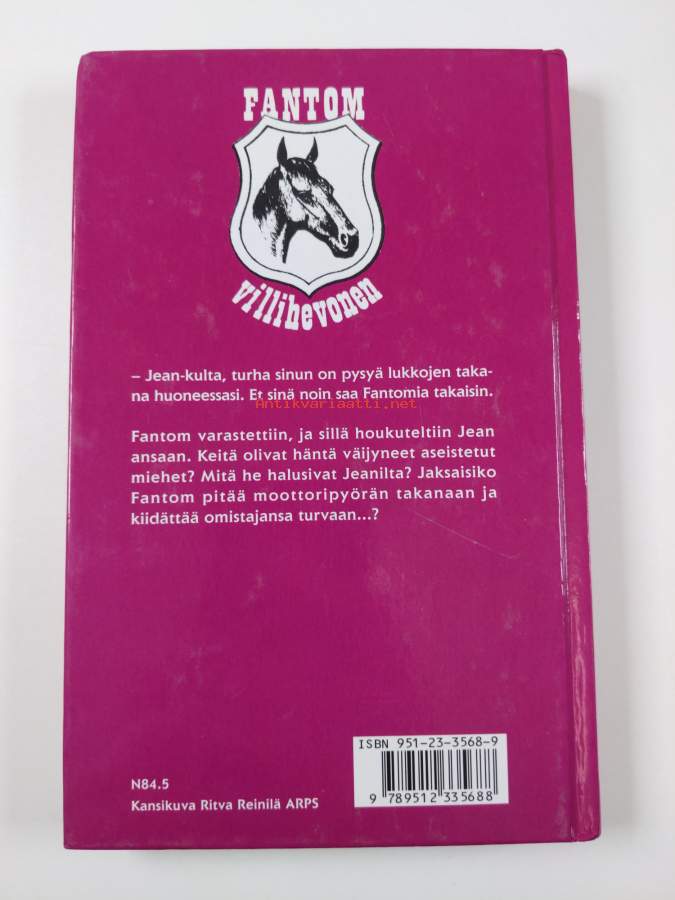 FANTOM
villihevonen
– Jean-kulta, turha sinun on pysyä lukkojen taka-
na huoneessasi. Et sinä noin saa Fantomia takaisin.
Antikvariaatti.net
Fantom varastettiin, ja sillä houkuteltiin Jean
ansaan. Keitä olivat häntä väijyneet aseistetut
miehet? Mitä he halusivat Jeanilta? Jaksaisiko
Fantom pitää moottoripyörän takanaan ja
kiidättää omistajansa turvaan...?
ISBN 951-23-3568-9
9 789512 335688
N84.5
Kansikuva Ritva Reinilä ARPS